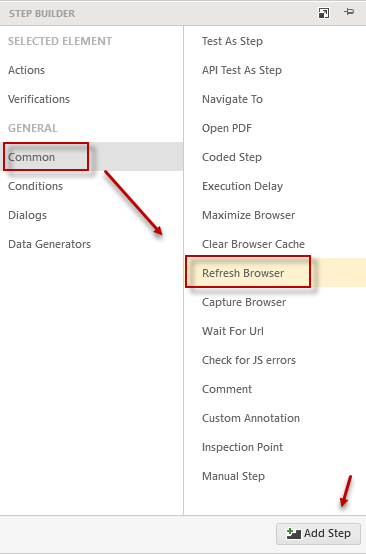 STEP BUILDER
SELECTED ELEMENT
Actions
Verifications
GENERAL
Common
Conditions
Dialogs
Data Generators
Test As Step
API Test As Step
Navigate To
Open PDF
Coded Step
Execution Delay
Maximize Browser
Clear Browser Cache
Refresh Browser
Capture Browser
Wait For Url
Check for JS errors
Comment
Custom Annotation
Inspection Point
Manual Step
Add Step